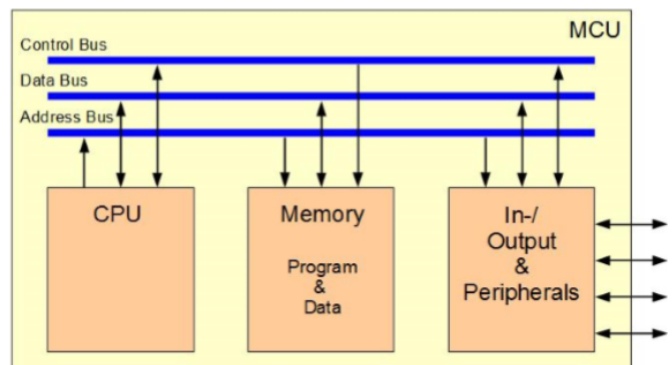 MCU
Control Bus
Data Bus
Address Bus
CPU
Memory
Program
&
Data
In-/
Output
&
Peripherals